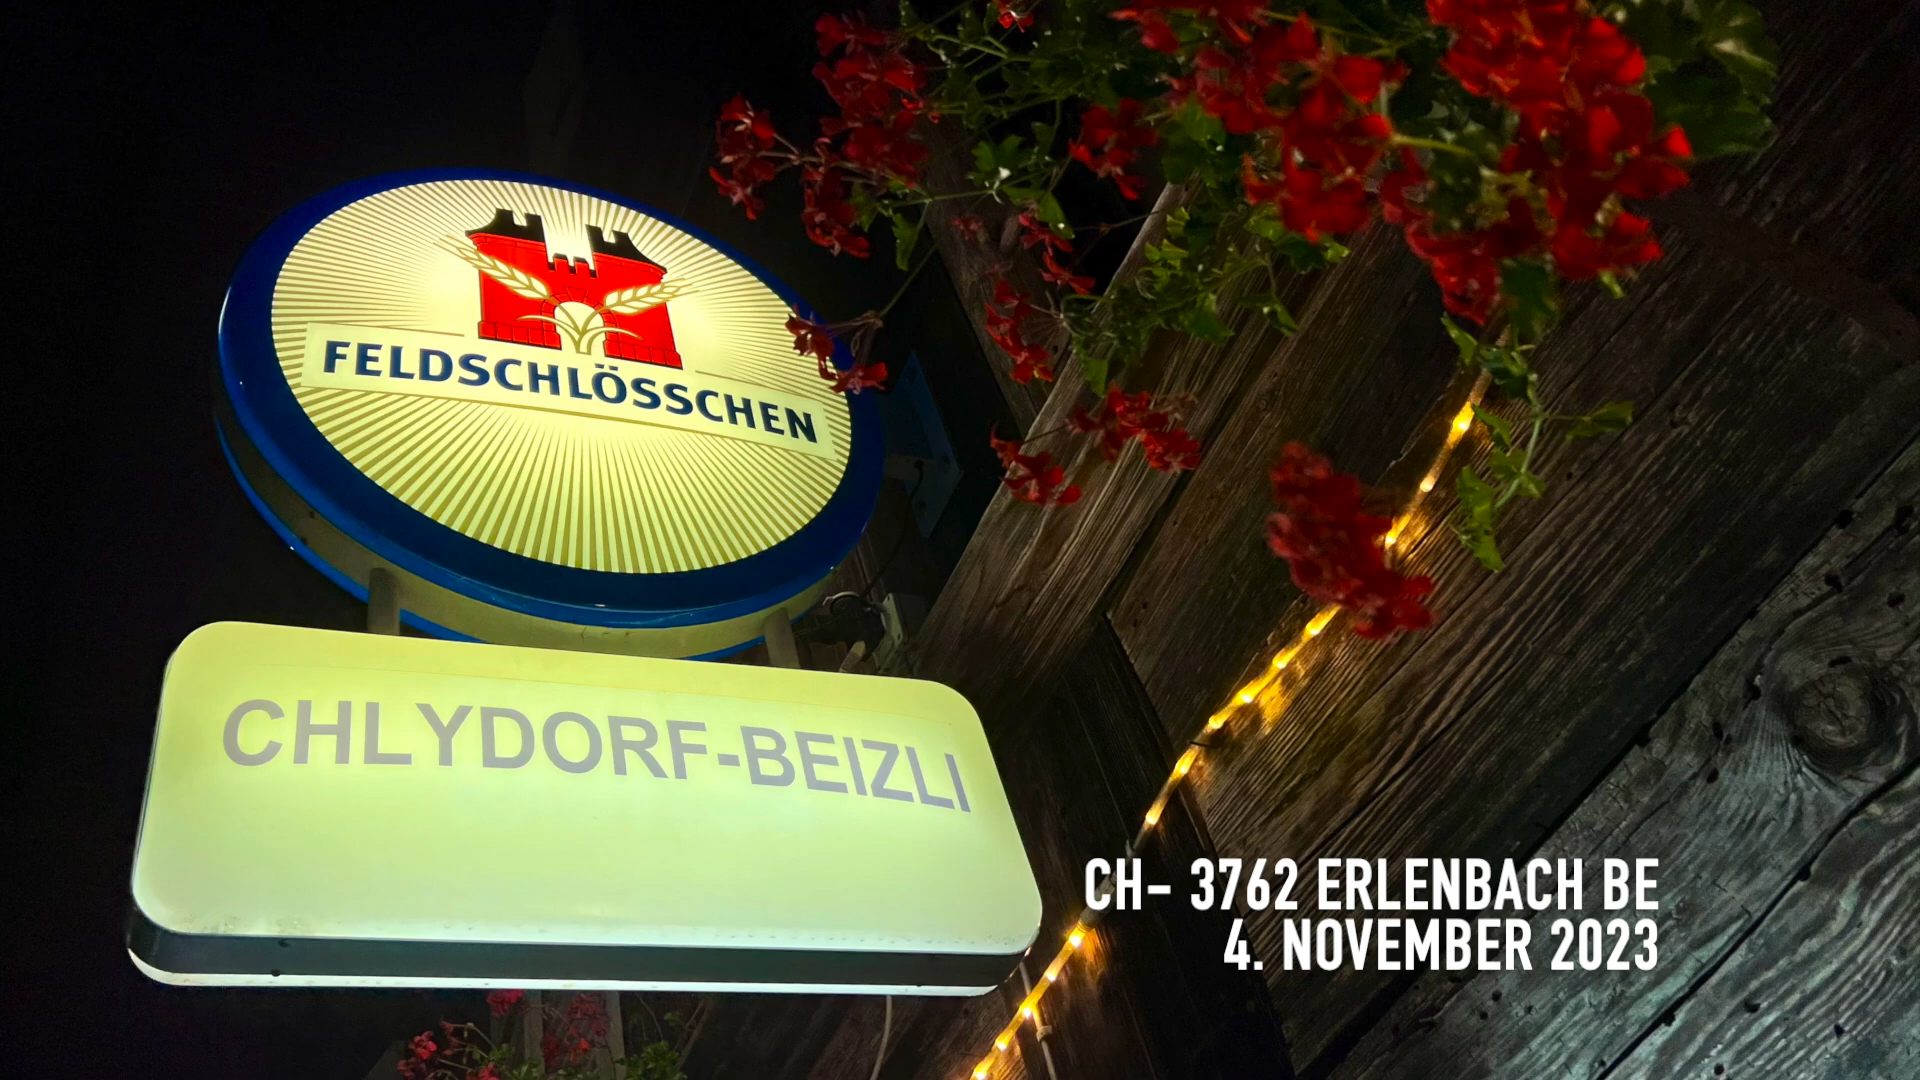 FELDSCHLÖSSCHEN
CHLYDORF-BEIZLI
CH- 3762 ERLENBACH BE
4. NOVEMBER 2023